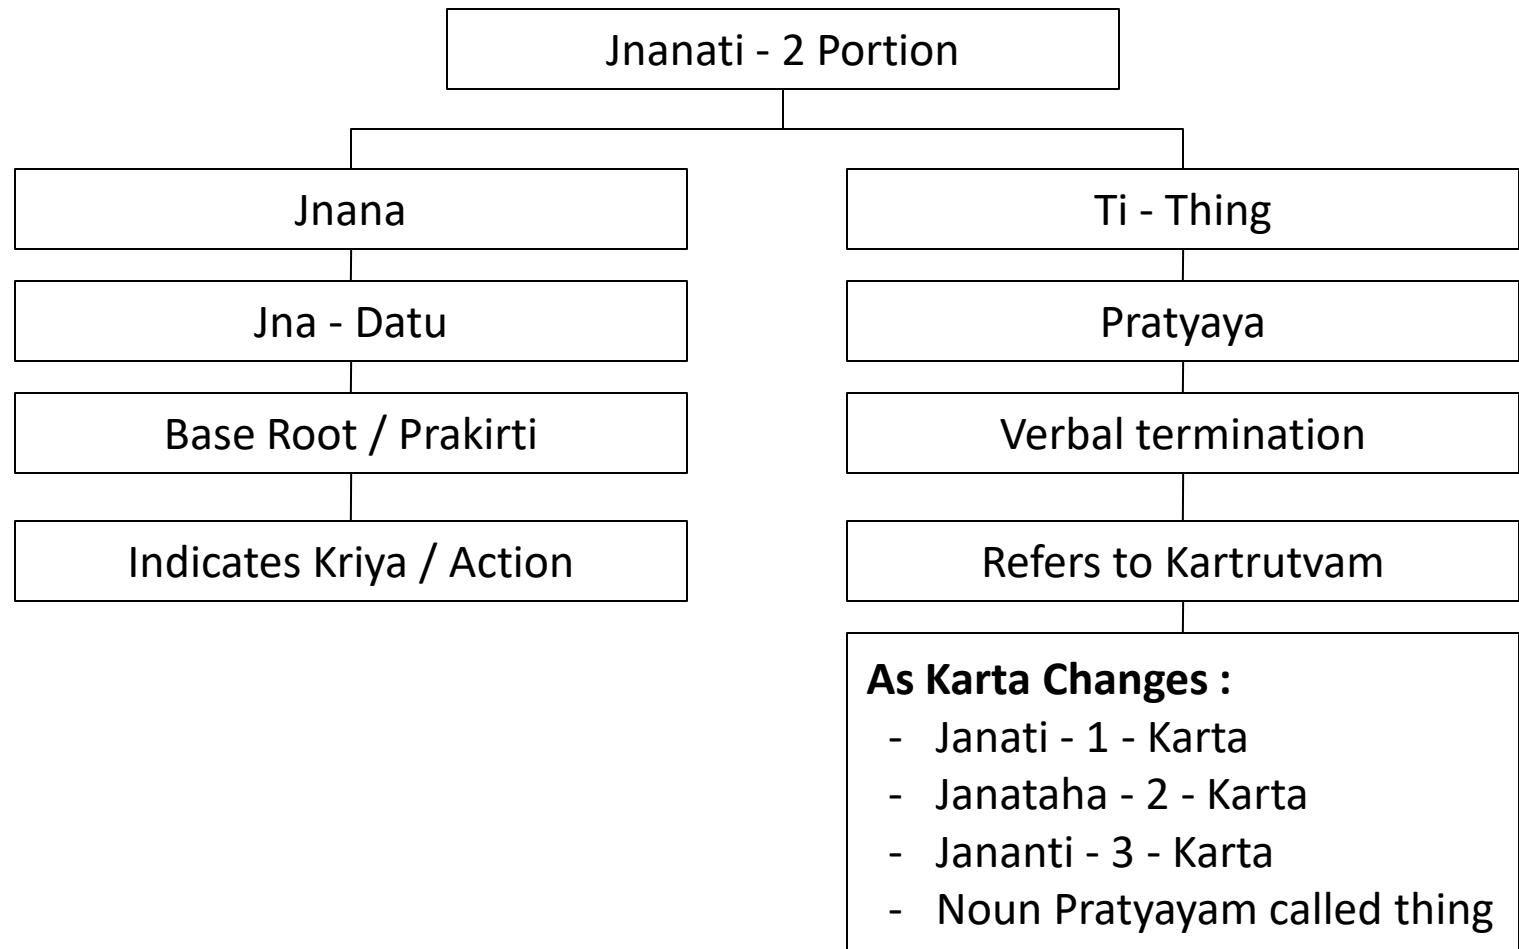 Jnanati - 2 Portion
Jnana
Jna - Datu
Base Root / Prakirti
Indicates Kriya / Action
Ti - Thing
Pratyaya
Verbal termination
Refers to Kartrutvam
As Karta Changes :
- Janati - 1 - Karta
- Janataha - 2 - Karta
- Jananti - 3 - Karta
- Noun Pratyayam called thing